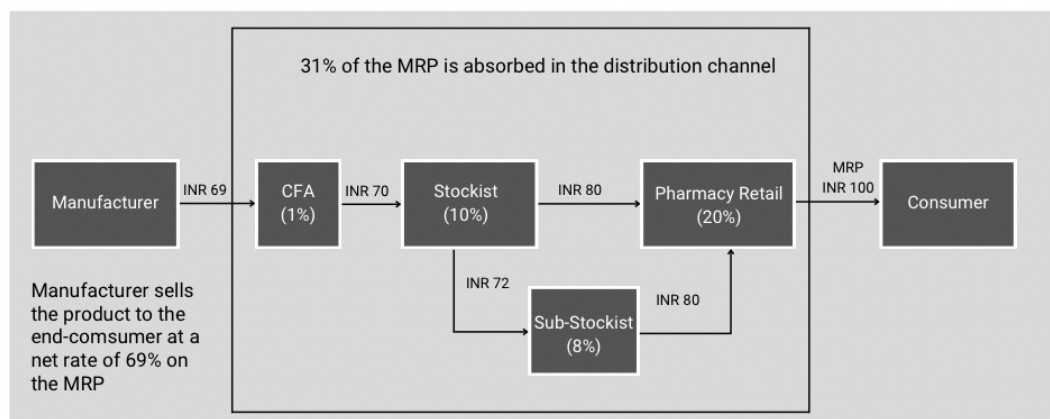 31% of the MRP is absorbed in the distribution channel
Manufacturer
INR 69
CFA
(1%)
INR 70
Stockist
(10%)
INR 80
Pharmacy Retail
(20%)
MRP
INR 100
Consumer
INR 72
Sub-Stockist
(8%)
INR 80
Manufacturer sells
the product to the
end-comsumer at a
net rate of 69% on
the MRP